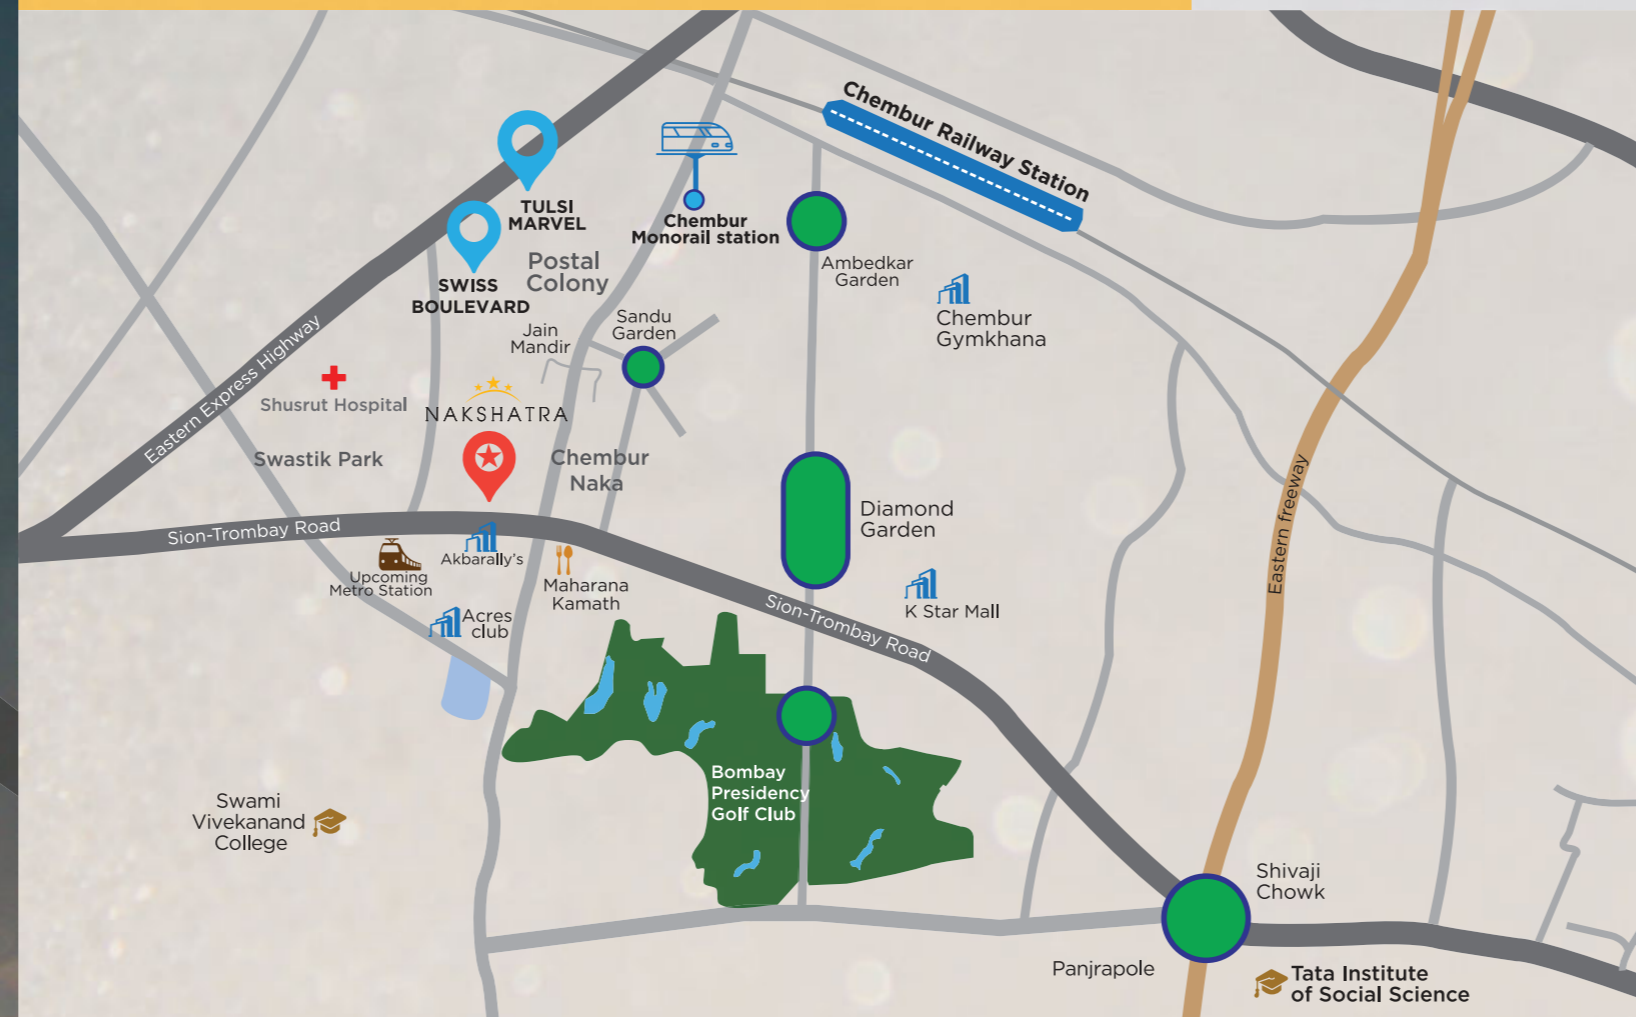 Chembur Railway Station
TULSI
MARVEL
Chembur
Monorail station
SWISS
BOULEVARD
Postal
Colony
Ambedkar
Garden
Chembur
Gymkhana
Jain
Mandir
Sandu
Garden
Eastern Express Highway
Shusrut Hospital
NAKSHATRA
Swastik Park
Chembur
Naka
Diamond
Garden
Eastern freeway
Sion-Trombay Road
Upcoming
Metro Station
Akbarally's
Maharana
Kamath
Acres
club
Sion-Trombay Road
K Star Mall
Bombay
Presidency
Golf Club
Swami
Vivekanand
College
Shivaji
Chowk
Panjrapole
Tata Institute
of Social Science